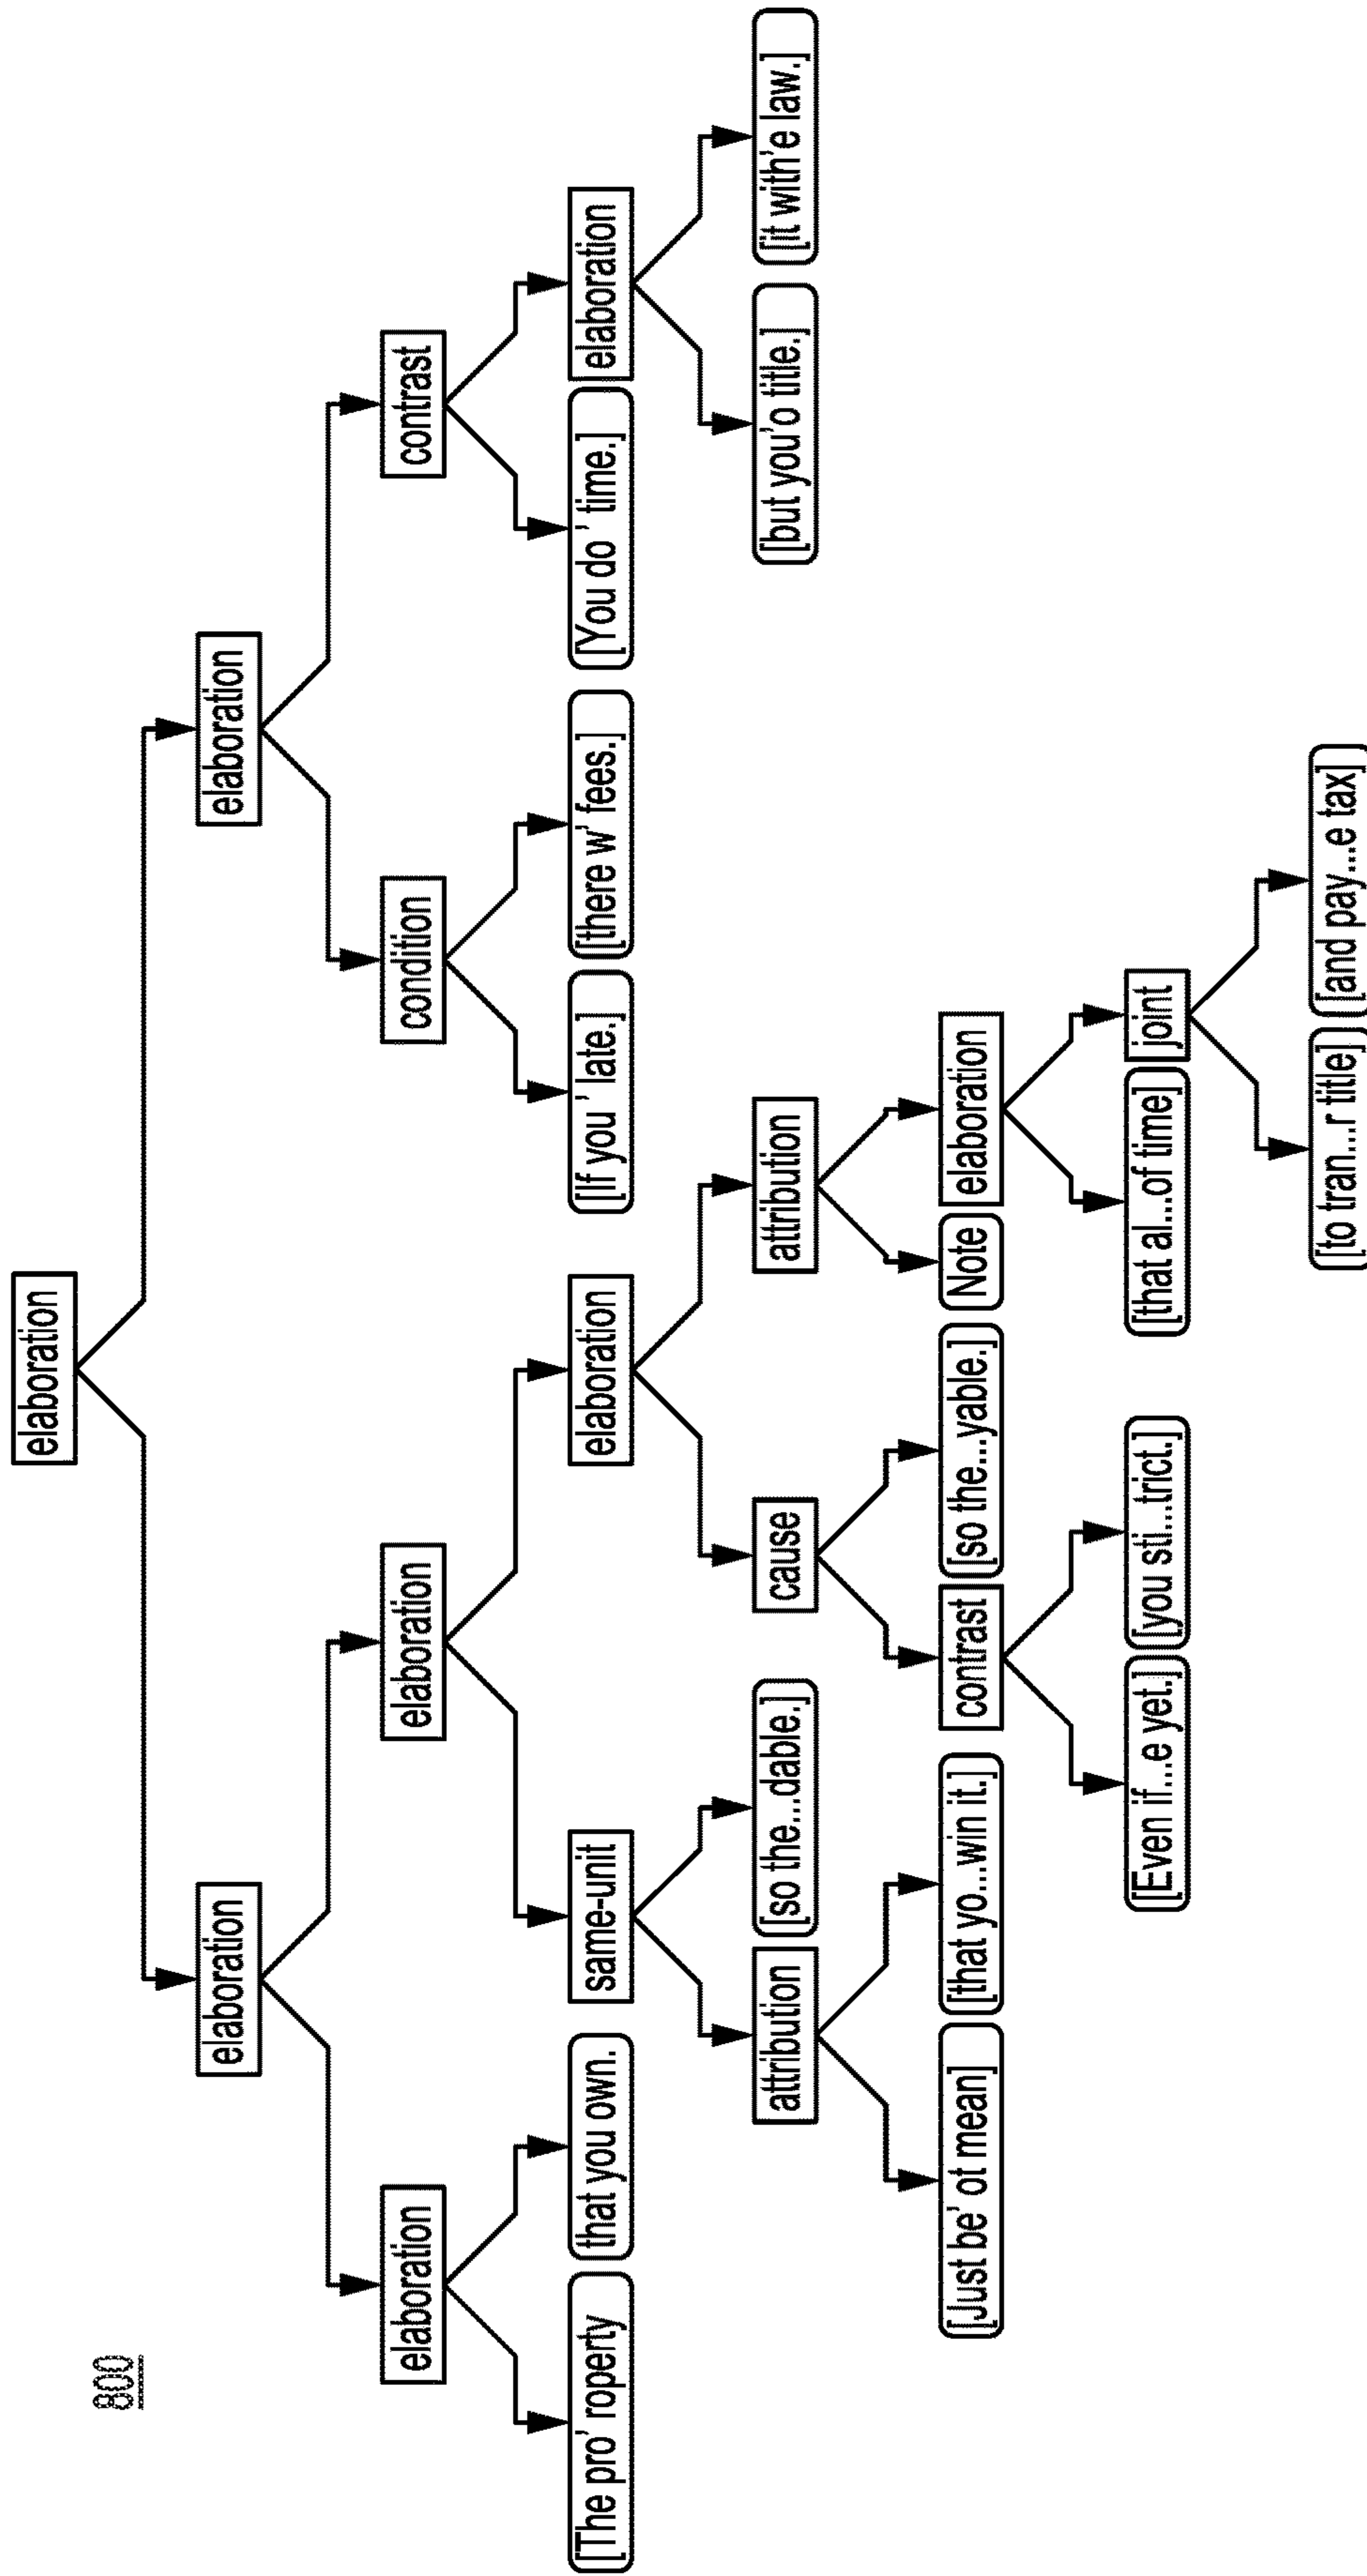 800
elaboration
elaboration
elaboration
elaboration
elaboration
condition
contrast
[The pro' roperty
that you own.
same-unit
elaboration
[If you ' late.]
[there w' fees.]
[You do ' time.]
elaboration
attribution
[so the...dable.]
cause
attribution
[but you'o title.]
[it with'e law.]
[Just be' ot mean]
[that yo...win it.]
contrast
[so the...yable.]
Note
elaboration
[Even if...e yet.]
[you sti...trict.]
[that al...of time]
joint
[to tran...r title]
[and pay...e tax]